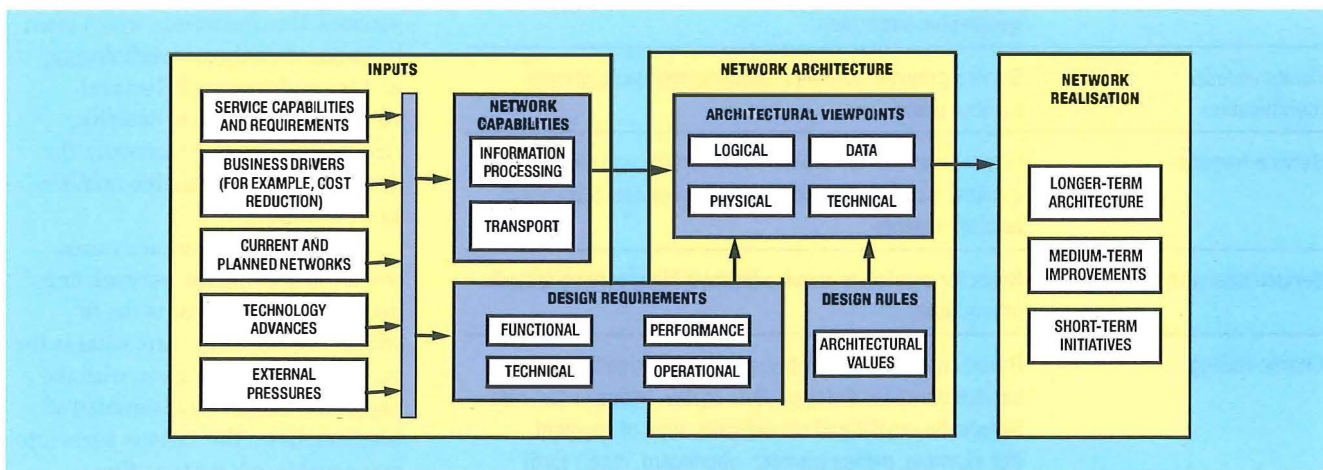 INPUTS
SERVICE CAPABILITIES
AND REQUIREMENTS
BUSINESS DRIVERS
(FOR EXAMPLE, COST
REDUCTION)
CURRENT AND
PLANNED NETWORKS
TECHNOLOGY
ADVANCES
EXTERNAL
PRESSURES
NETWORK
CAPABILITIES
INFORMATION
PROCESSING
TRANSPORT
DESIGN REQUIREMENTS
FUNCTIONAL
PERFORMANCE
TECHNICAL
OPERATIONAL
NETWORK ARCHITECTURE
ARCHITECTURAL VIEWPOINTS
LOGICAL
DATA
PHYSICAL
TECHNICAL
DESIGN RULES
ARCHITECTURAL
VALUES
NETWORK
REALISATION
LONGER-TERM
ARCHITECTURE
MEDIUM-TERM
IMPROVEMENTS
SHORT-TERM
INITIATIVES